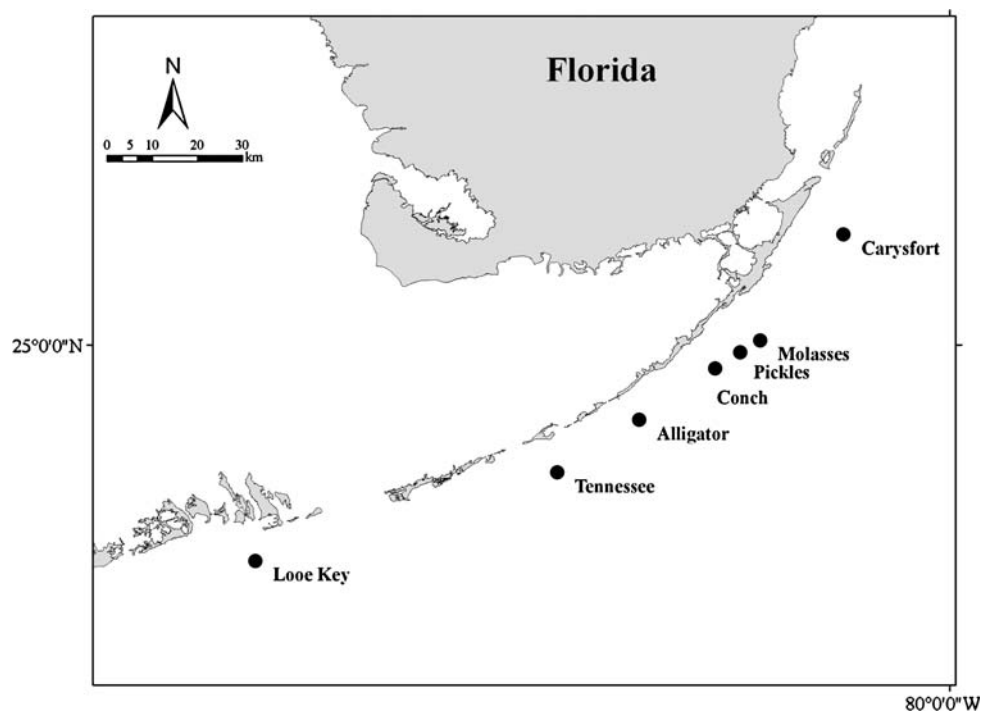 Florida
N
0 5 10 20 30
km
Carysfort
25°0'0"N
Molasses
Pickles
Conch
Alligator
Tennessee
Looe Key
80°0'0"W